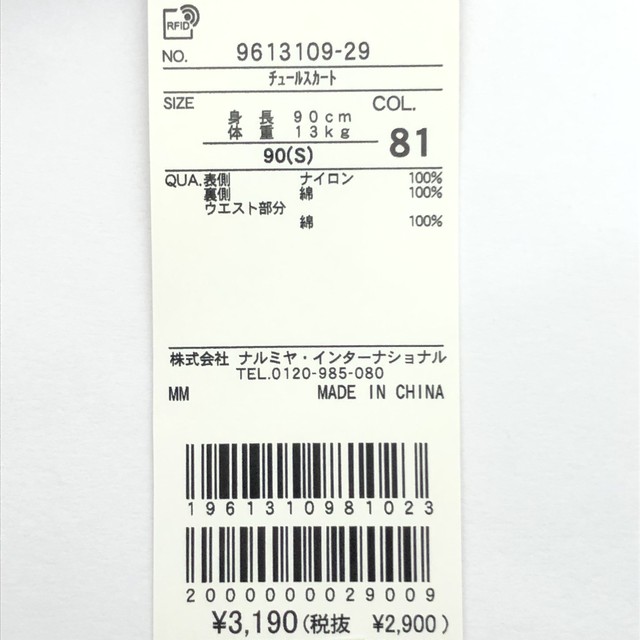 RFID
NO. 9613109-29
チュールスカート
SIZE COL.
身長 90cm
体重 13kg
90(S) 81
QUA.表側 ナイロン 100%
裏側 綿 100%
ウエスト部分
綿 100%
株式会社 ナルミヤ・インターナショナル
TEL.0120-985-080
MM MADE IN CHINA
1961310981023
2000000029009
¥3,190(税抜 ¥2,900)